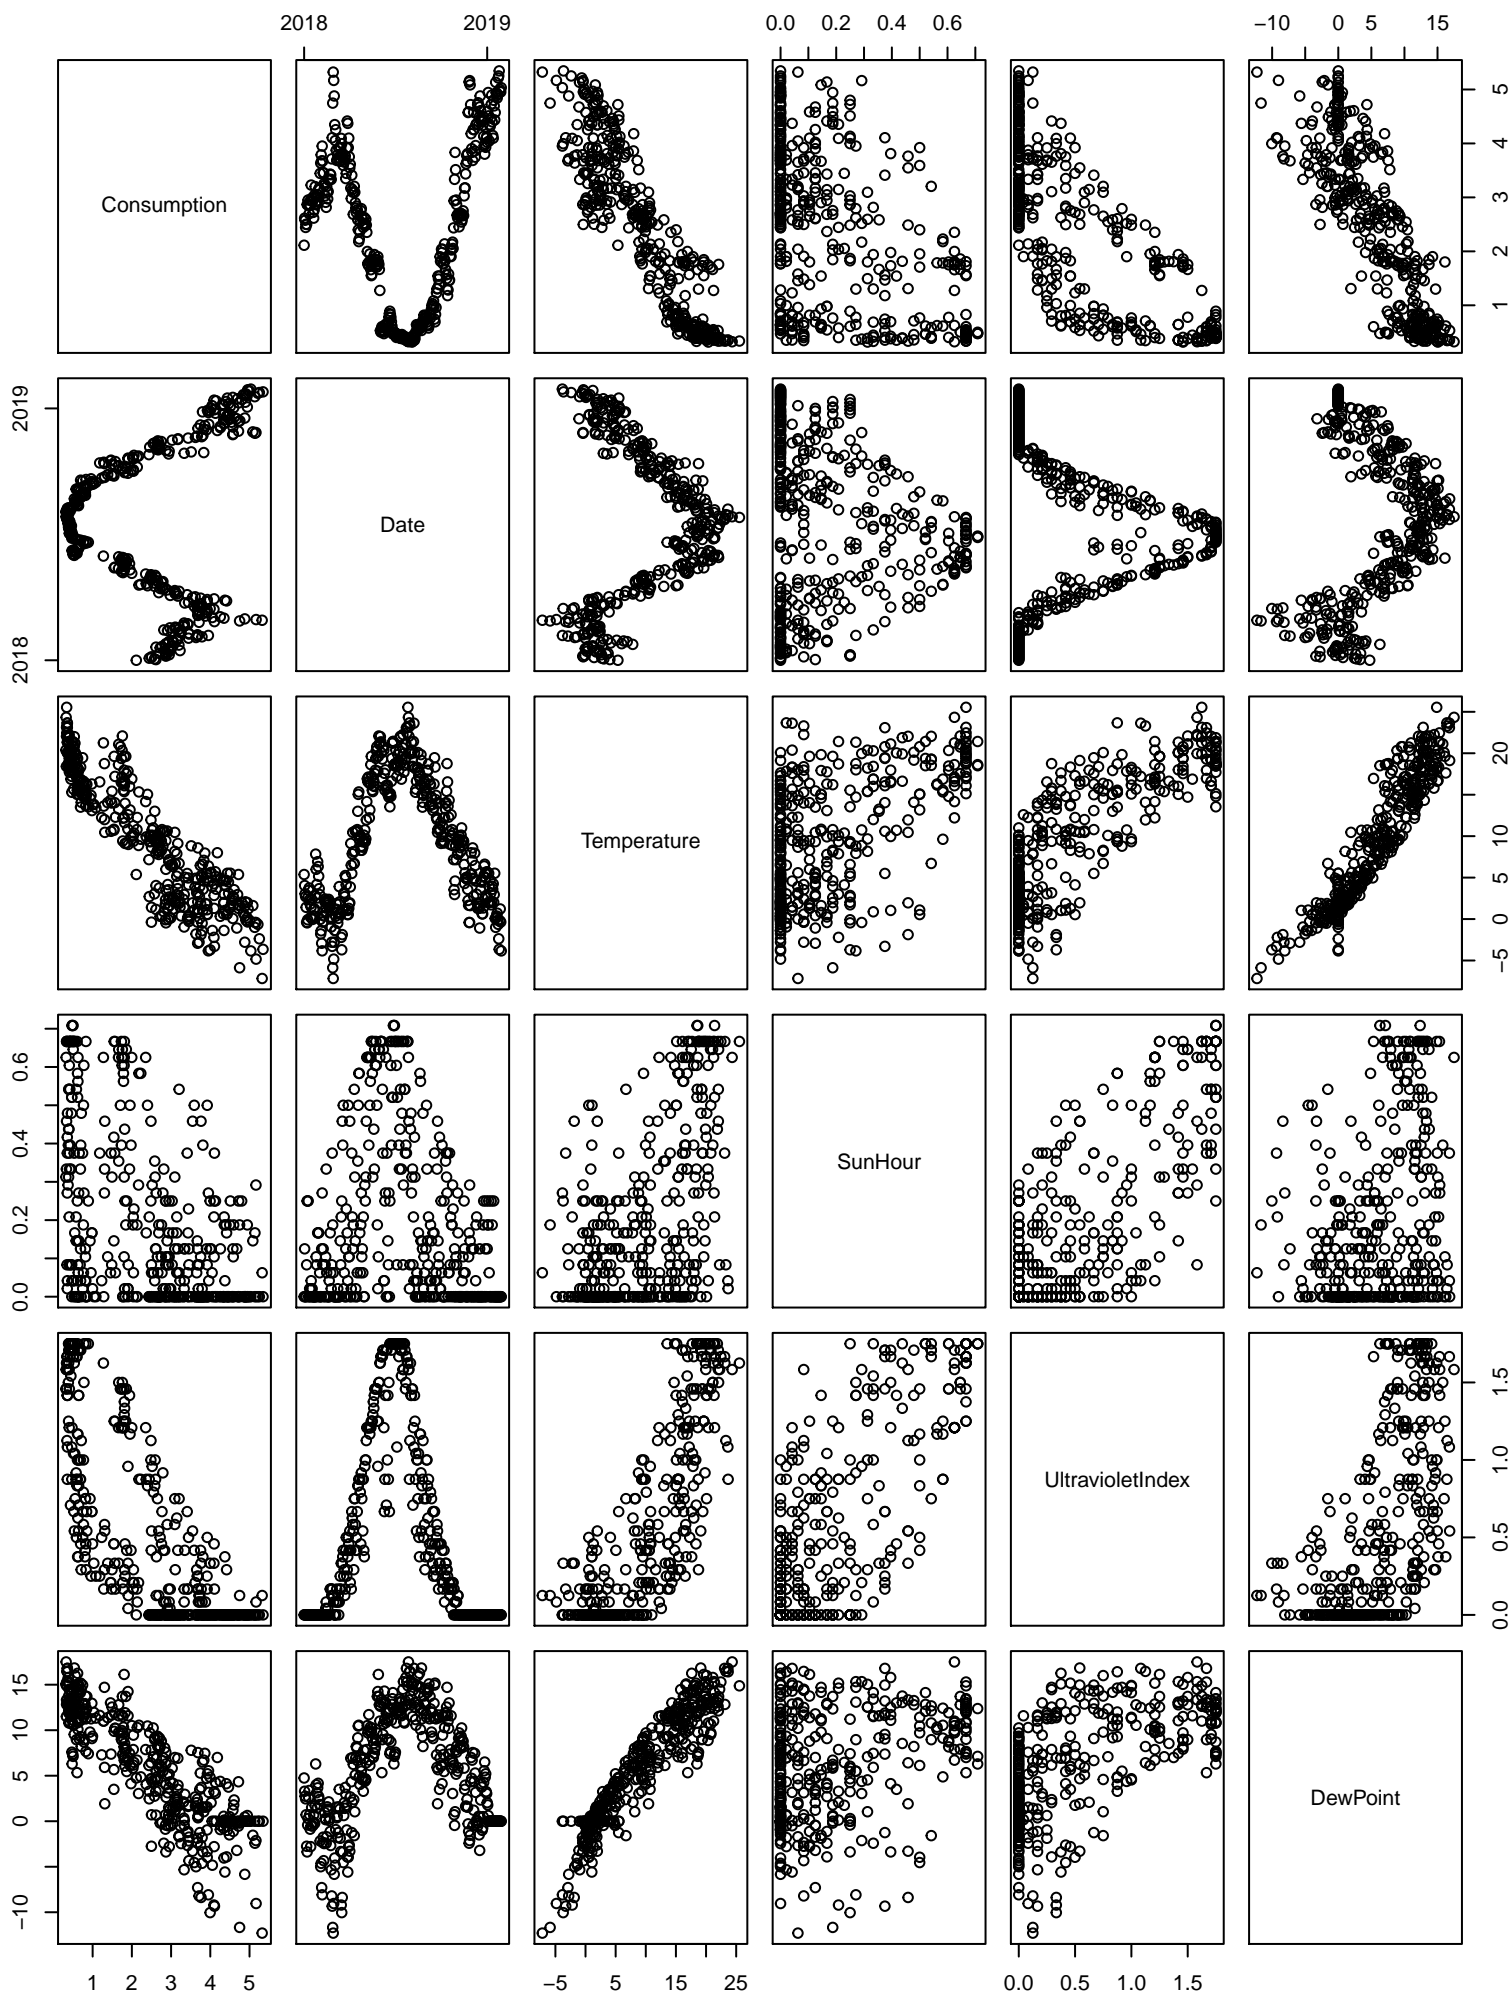 2018 2019 0.0 0.2 0.4 0.6 −10 0 5 15
Consumption
1 2 3 4 5
2018 2019
Date
Temperature
−5 0 5 10 20
0.0 0.2 0.4 0.6
SunHour
UltravioletIndex
0.0 0.5 1.0 1.5
−10 0 5 10 15
DewPoint
1 2 3 4 5 −5 5 15 25 0.0 0.5 1.0 1.5